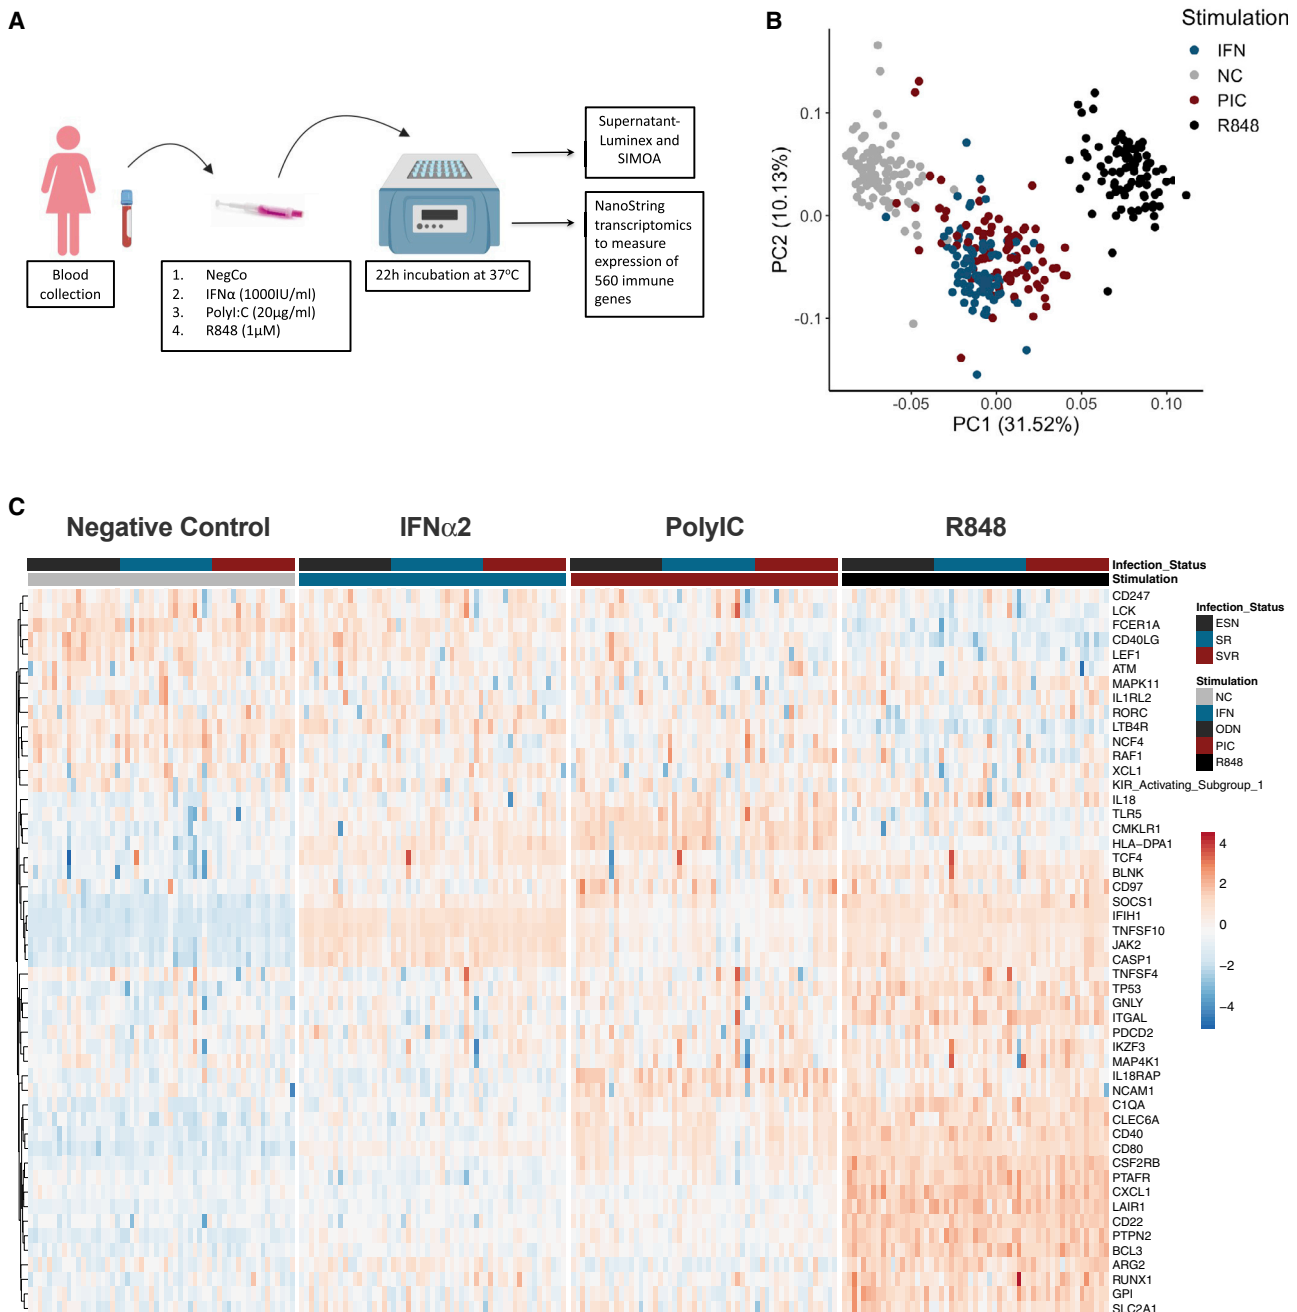 A
Blood
collection
1. NegCo
2. IFNα (1000IU/ml)
3. PolyI:C (20µg/ml)
4. R848 (1µM)
22h incubation at 37°C
Supernatant-
Luminex and
SIMOA
NanoString
transcriptomics
to measure
expression of
560 immune
genes
B
Stimulation
IFN
NC
PIC
R848
PC2 (10.13%)
0.1
0.0
-0.1
-0.05 0.00 0.05 0.10
PC1 (31.52%)
C
Negative Control IFNα2 PolyIC R848
Infection_Status
Stimulation
CD247
LCK
FCER1A
CD40LG
LEF1
ATM
MAPK11
IL1RL2
RORC
LTB4R
NCF4
RAF1
XCL1
KIR_Activating_Subgroup_1
IL18
TLR5
CMKLR1
HLA−DPA1
TCF4
BLNK
CD97
SOCS1
IFIH1
TNFSF10
JAK2
CASP1
TNFSF4
TP53
GNLY
ITGAL
PDCD2
IKZF3
MAP4K1
IL18RAP
NCAM1
C1QA
CLEC6A
CD40
CD80
CSF2RB
PTAFR
CXCL1
LAIR1
CD22
PTPN2
BCL3
ARG2
RUNX1
GPI
SLC2A1
Infection_Status
ESN
SR
SVR
Stimulation
NC
IFN
ODN
PIC
R848
4
2
0
−2
−4